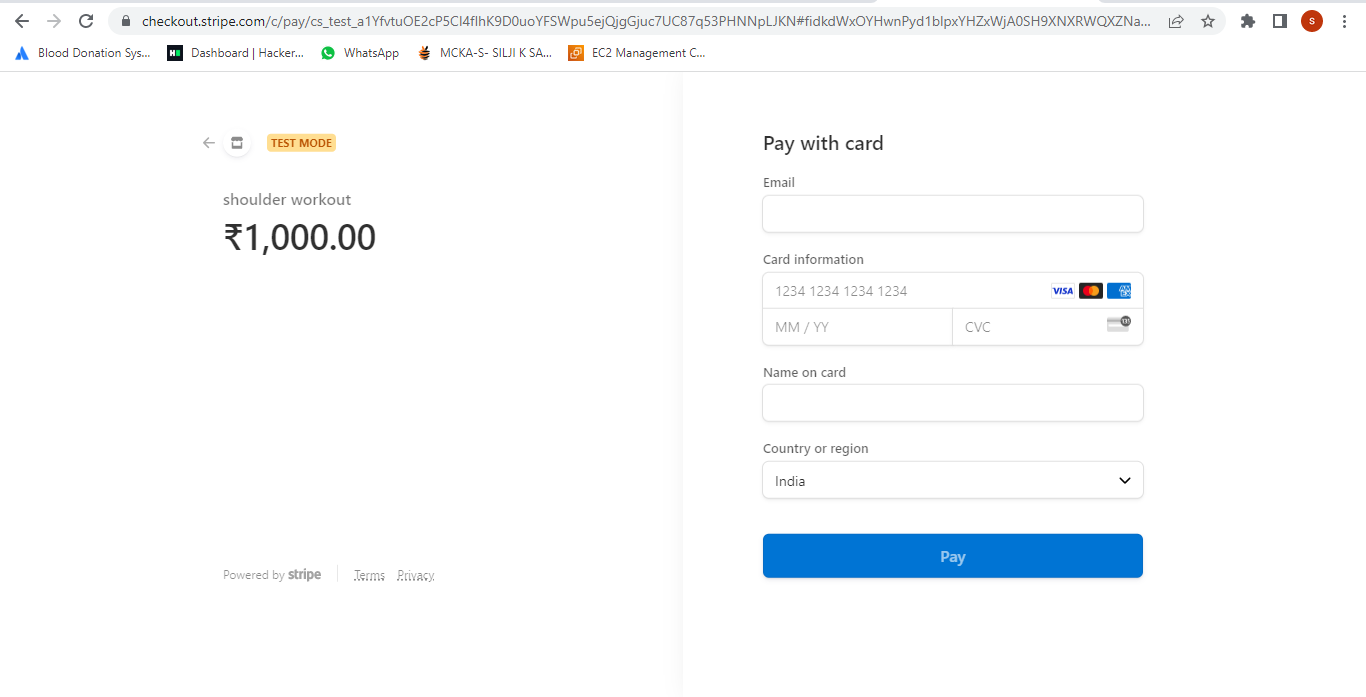 checkout.stripe.com/c/pay/cs_test_a1YfvtuOE2cP5Cl4flhK9D0uoYFSWpu5ejQjgGjuc7UC87q53PHNNpLJKN#fidkdWxOYHwnPyd1blpxYHZxWjA0SH9XNXRWQXZNa...
S
Blood Donation Sys...
Dashboard | Hacker...
WhatsApp
MCKA-S- SILJI K SA...
EC2 Management C...
TEST MODE
shoulder workout
₹1,000.00
Powered by stripe
Terms
Privacy
Pay with card
Email
Card information
1234 1234 1234 1234
VISA
MM / YY
CVC
Name on card
Country or region
India
Pay